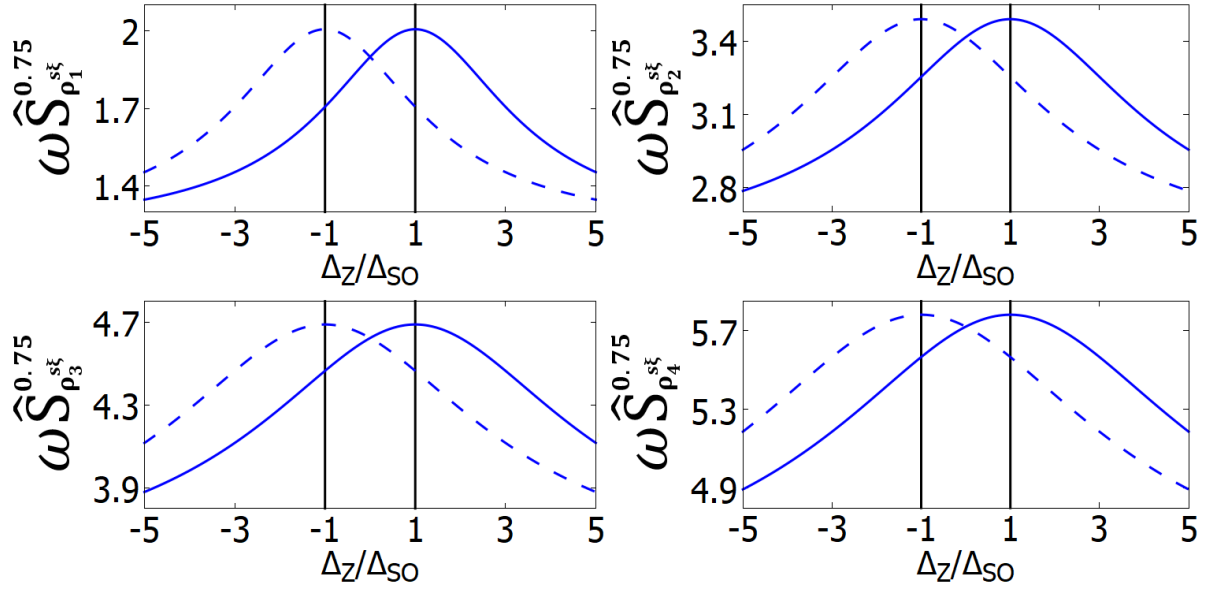 ωŜ^{0.75}_{ρ_1^{sξ}}
2
1.7
1.4
-5 -3 -1 1 3 5
Δ_Z/Δ_SO
ωŜ^{0.75}_{ρ_2^{sξ}}
3.4
3.1
2.8
-5 -3 -1 1 3 5
Δ_Z/Δ_SO
ωŜ^{0.75}_{ρ_3^{sξ}}
4.7
4.3
3.9
-5 -3 -1 1 3 5
Δ_Z/Δ_SO
ωŜ^{0.75}_{ρ_4^{sξ}}
5.7
5.3
4.9
-5 -3 -1 1 3 5
Δ_Z/Δ_SO